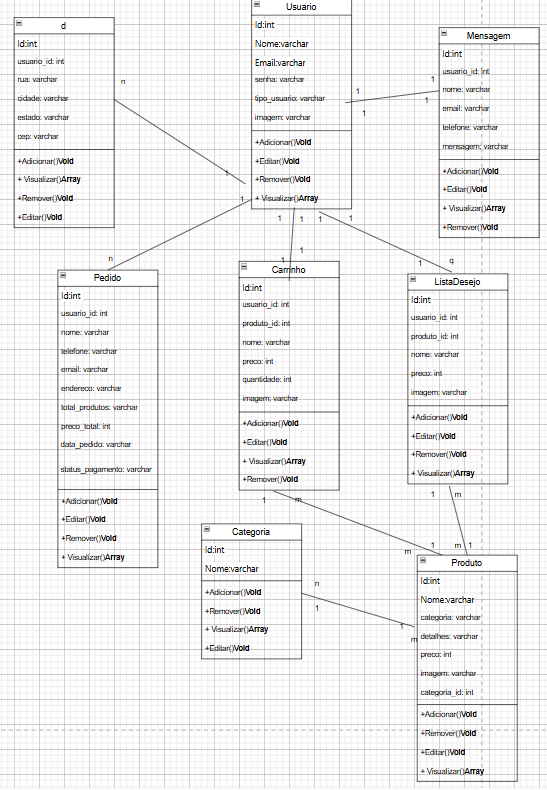 d
Id:int
usuario_id: int
rua: varchar
cidade: varchar
estado: varchar
cep: varchar
+Adicionar()Void
+ Visualizar()Array
+Remover()Void
+Editar()Void
Usuario
Id:int
Nome:varchar
Email:varchar
senha: varchar
tipo_usuario: varchar
imagem: varchar
+Adicionar()Void
+Editar()Void
+Remover()Void
+ Visualizar()Array
Mensagem
Id:int
usuario_id: int
nome: varchar
email: varchar
telefone: varchar
mensagem: varchar
+Adicionar()Void
+Editar()Void
+ Visualizar()Array
+Remover()Void
n
1
1
1
1
1
1
n
1
1
1
1
1
1
1
q
Pedido
Id:int
usuario_id: int
nome: varchar
telefone: varchar
email: varchar
endereco: varchar
total_produtos: varchar
preco_total: int
data_pedido: varchar
status_pagamento: varchar
+Adicionar()Void
+Editar()Void
+Remover()Void
+ Visualizar()Array
Carrinho
Id:int
usuario_id: int
produto_id: int
nome: varchar
preco: int
quantidade: int
imagem: varchar
+Adicionar()Void
+Editar()Void
+ Visualizar()Array
+Remover()Void
ListaDesejo
Id:int
usuario_id: int
produto_id: int
nome: varchar
preco: int
imagem: varchar
+Adicionar()Void
+Editar()Void
+Remover()Void
+ Visualizar()Array
1
m
1
m
m
1
m
1
Categoria
Id:int
Nome:varchar
+Adicionar()Void
+Remover()Void
+ Visualizar()Array
+Editar()Void
n
1
1
m
Produto
Id:int
Nome:varchar
categoria: varchar
detalhes: varchar
preco: int
imagem: varchar
categoria_id: int
+Adicionar()Void
+Remover()Void
+Editar()Void
+ Visualizar()Array